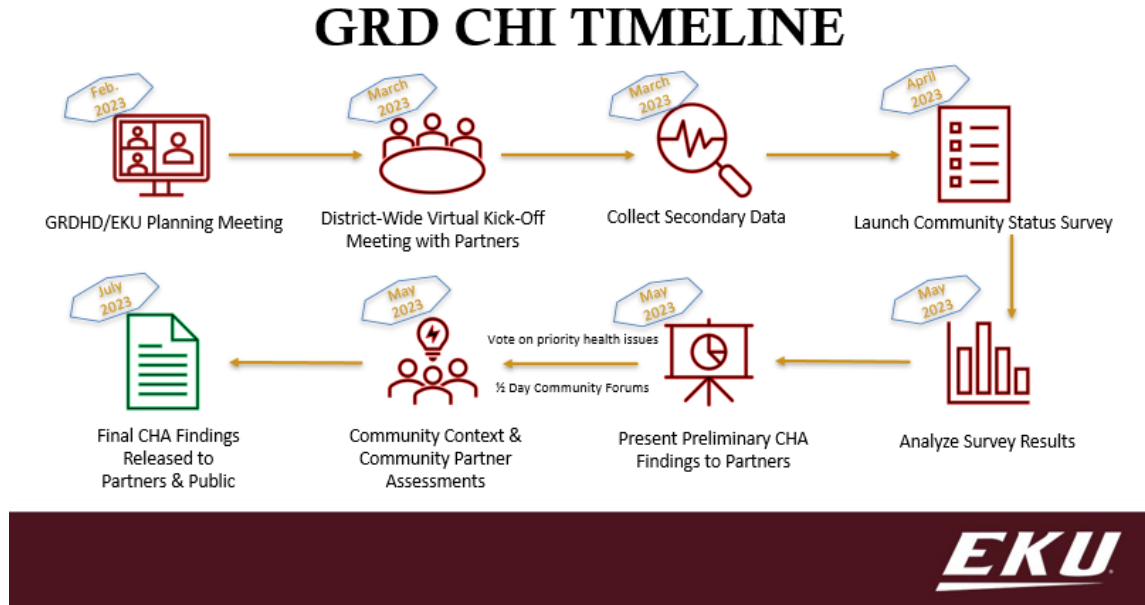 GRD CHI TIMELINE
Feb.
2023
GRDHD/EKU Planning Meeting
March
2023
District-Wide Virtual Kick-Off
Meeting with Partners
March
2023
Collect Secondary Data
April
2023
Launch Community Status Survey
May
2023
Analyze Survey Results
May
2023
Present Preliminary CHA
Findings to Partners
Vote on priority health issues
½ Day Community Forums
May
2023
Community Context &
Community Partner
Assessments
July
2023
Final CHA Findings
Released to
Partners & Public
EKU